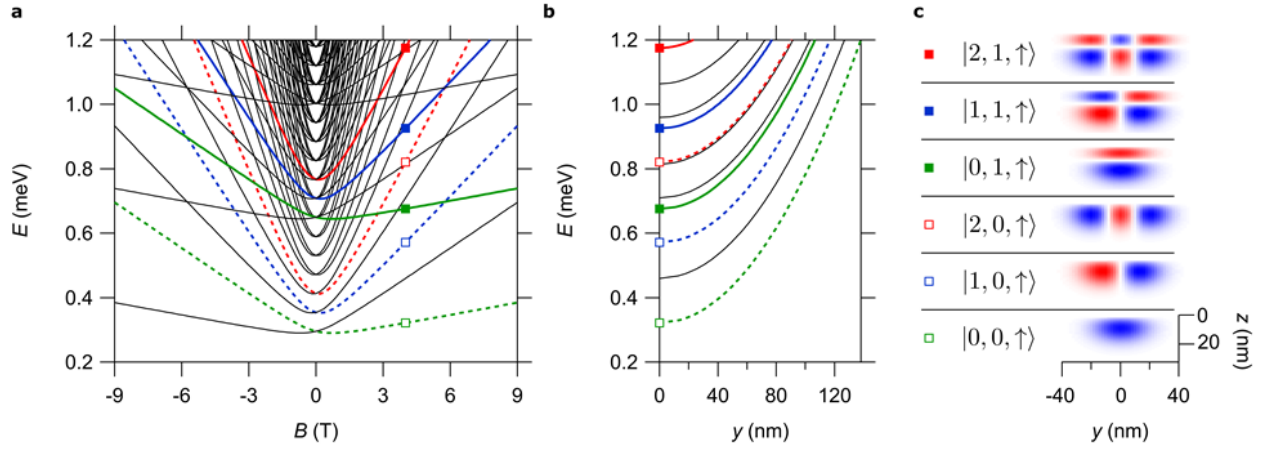 a
b
c
1.2
1.0
0.8
0.6
0.4
0.2
E (meV)
-9
-6
-3
0
3
6
9
B (T)
1.2
1.0
0.8
0.6
0.4
0.2
E (meV)
0
40
80
120
y (nm)
|2, 1, ↑⟩
|1, 1, ↑⟩
|0, 1, ↑⟩
|2, 0, ↑⟩
|1, 0, ↑⟩
|0, 0, ↑⟩
0
20
z (nm)
-40
0
40
y (nm)